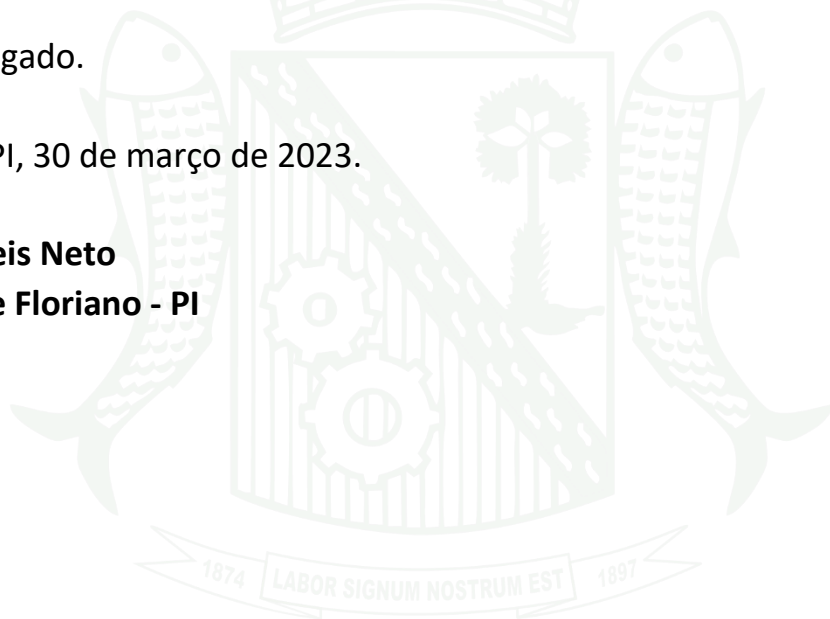 gado.
PI, 30 de março de 2023.
eis Neto
e Floriano - PI
1874 LABOR SIGNUM NOSTRUM EST 1897